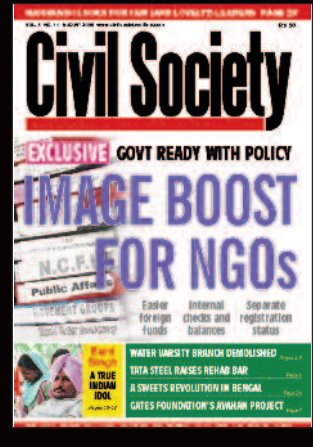 Civil Society
EXCLUSIVE GOVT READY WITH POLICY
IMAGE BOOST
FOR NGOs
N.C.F.
Public Affairs
MOVEMENT GROUPS
Easier
foreign
funds
Internal
checks and
balances
Separate
registration
status
A TRUE
INDIAN
IDOL
WATER VARSITY BRANCH DEMOLISHED
TATA STEEL RAISES REHAB BAR
A SWEETS REVOLUTION IN BENGAL
GATES FOUNDATION'S AVAHAN PROJECT